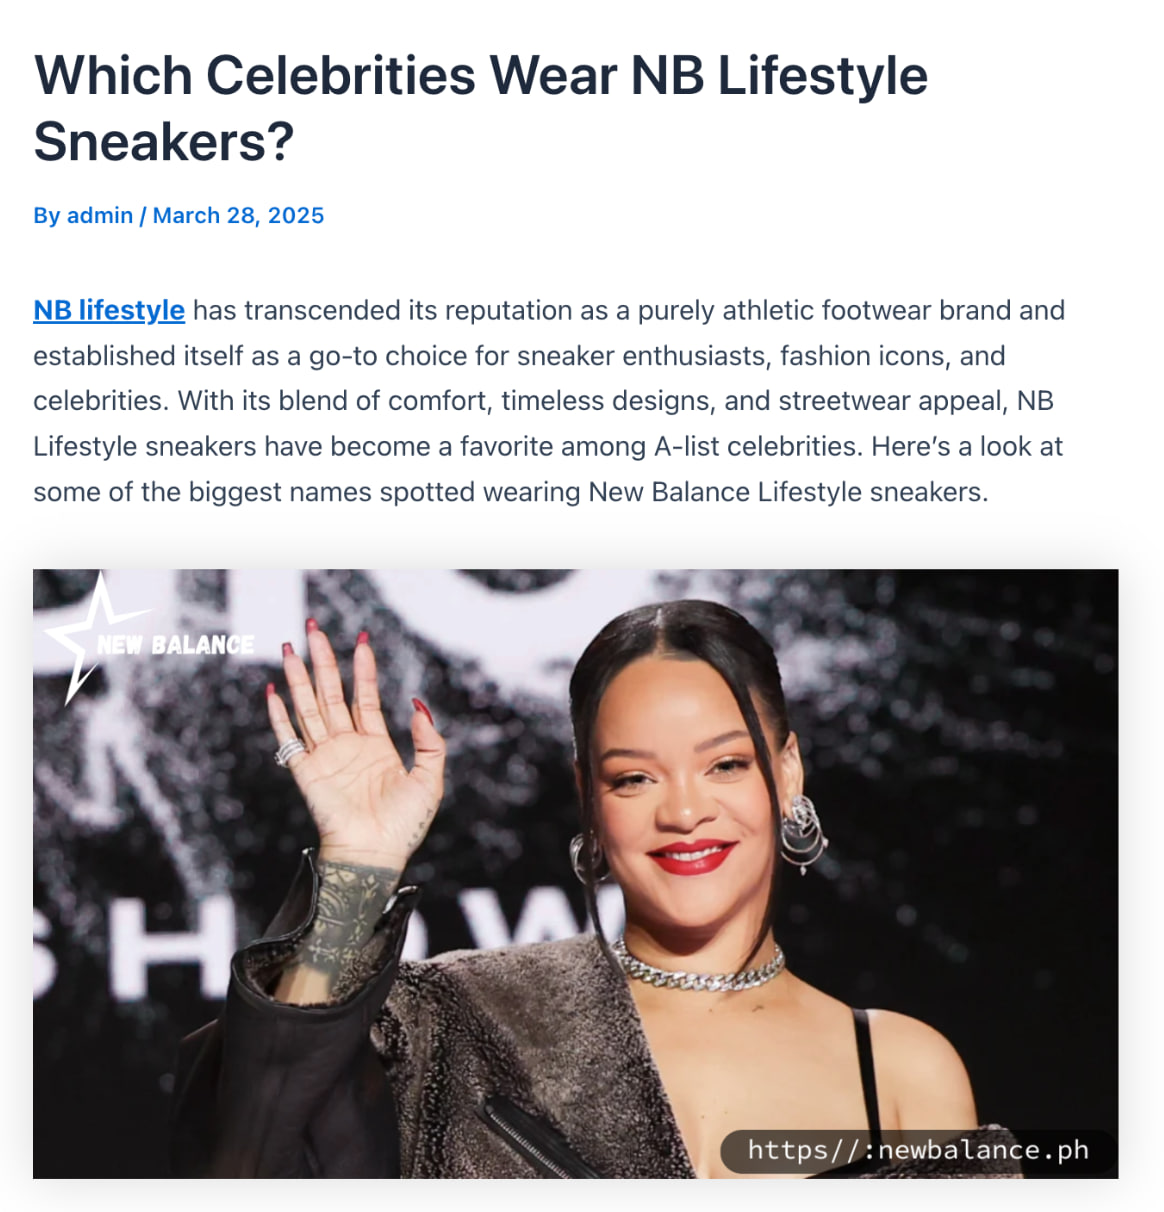 Which Celebrities Wear NB Lifestyle
Sneakers?
By admin / March 28, 2025
NB lifestyle has transcended its reputation as a purely athletic footwear brand and
established itself as a go-to choice for sneaker enthusiasts, fashion icons, and
celebrities. With its blend of comfort, timeless designs, and streetwear appeal, NB
Lifestyle sneakers have become a favorite among A-list celebrities. Here’s a look at
some of the biggest names spotted wearing New Balance Lifestyle sneakers.
NEW BALANCE
SHOW
https//:newbalance.ph